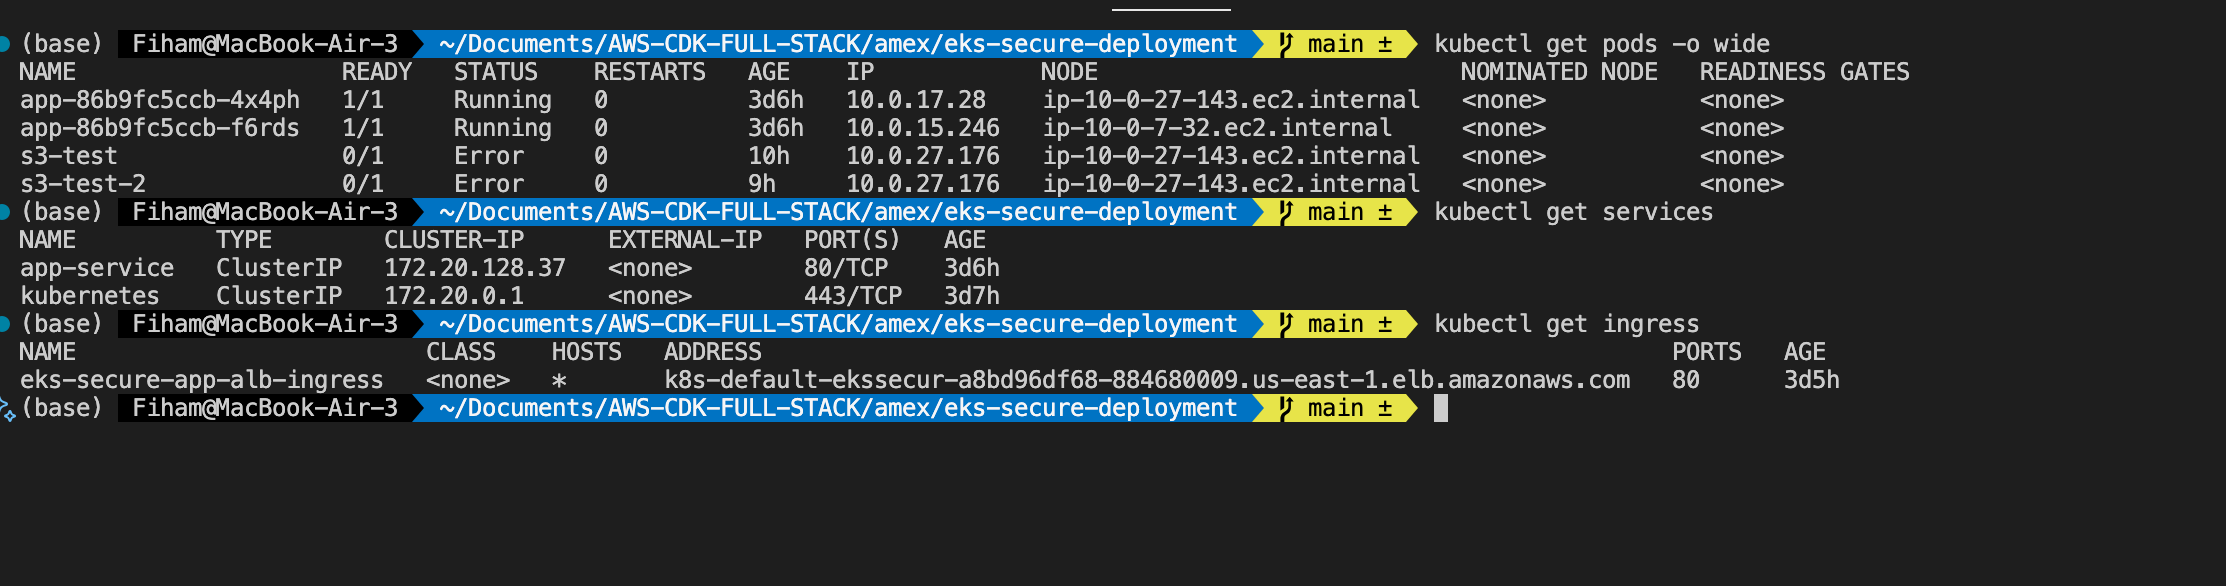 (base) Fiham@MacBook-Air-3 ~/Documents/AWS-CDK-FULL-STACK/amex/eks-secure-deployment main ± kubectl get pods -o wide
NAME READY STATUS RESTARTS AGE IP NODE NOMINATED NODE READINESS GATES
app-86b9fc5ccb-4x4ph 1/1 Running 0 3d6h 10.0.17.28 ip-10-0-27-143.ec2.internal <none> <none>
app-86b9fc5ccb-f6rds 1/1 Running 0 3d6h 10.0.15.246 ip-10-0-7-32.ec2.internal <none> <none>
s3-test 0/1 Error 0 10h 10.0.27.176 ip-10-0-27-143.ec2.internal <none> <none>
s3-test-2 0/1 Error 0 9h 10.0.27.176 ip-10-0-27-143.ec2.internal <none> <none>
(base) Fiham@MacBook-Air-3 ~/Documents/AWS-CDK-FULL-STACK/amex/eks-secure-deployment main ± kubectl get services
NAME TYPE CLUSTER-IP EXTERNAL-IP PORT(S) AGE
app-service ClusterIP 172.20.128.37 <none> 80/TCP 3d6h
kubernetes ClusterIP 172.20.0.1 <none> 443/TCP 3d7h
(base) Fiham@MacBook-Air-3 ~/Documents/AWS-CDK-FULL-STACK/amex/eks-secure-deployment main ± kubectl get ingress
NAME CLASS HOSTS ADDRESS PORTS AGE
eks-secure-app-alb-ingress <none> * k8s-default-ekssecur-a8bd96df68-884680009.us-east-1.elb.amazonaws.com 80 3d5h
(base) Fiham@MacBook-Air-3 ~/Documents/AWS-CDK-FULL-STACK/amex/eks-secure-deployment main ±